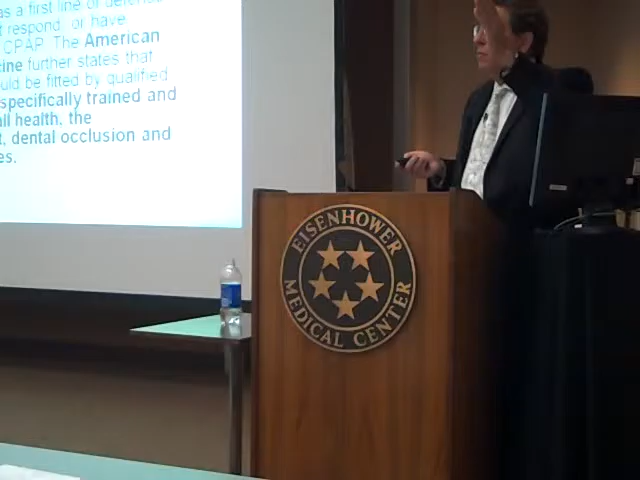 as a first line of defense
t respond, or have
CPAP. The American
cine further states that
uld be fitted by qualified
specifically trained and
all health, the
t, dental occlusion and
es.
EISENHOWER
MEDICAL CENTER